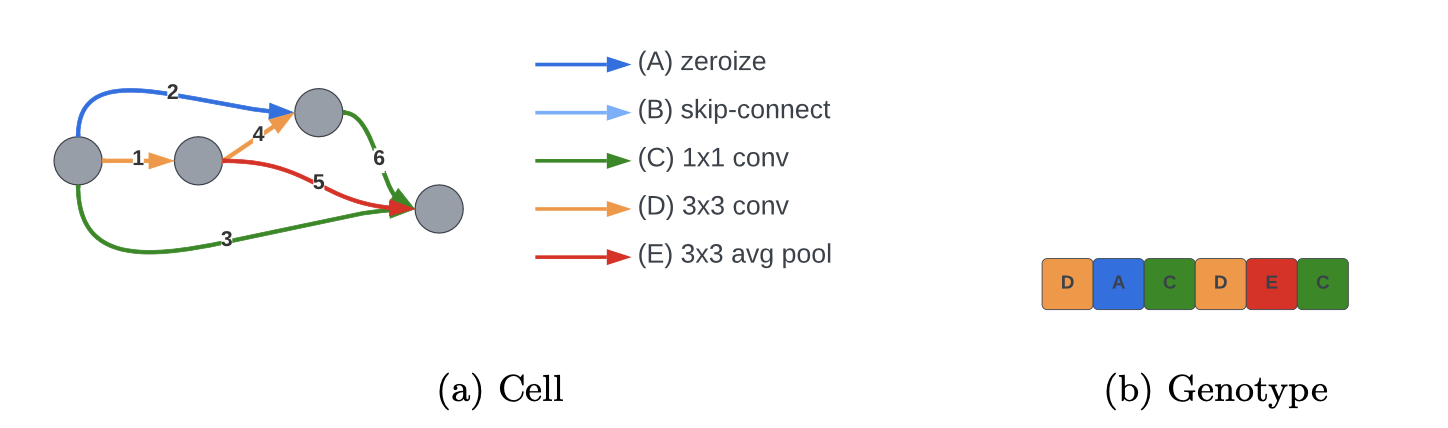 2
4
1
6
5
3
(A) zeroize
(B) skip-connect
(C) 1x1 conv
(D) 3x3 conv
(E) 3x3 avg pool
D A C D E C
(a) Cell
(b) Genotype